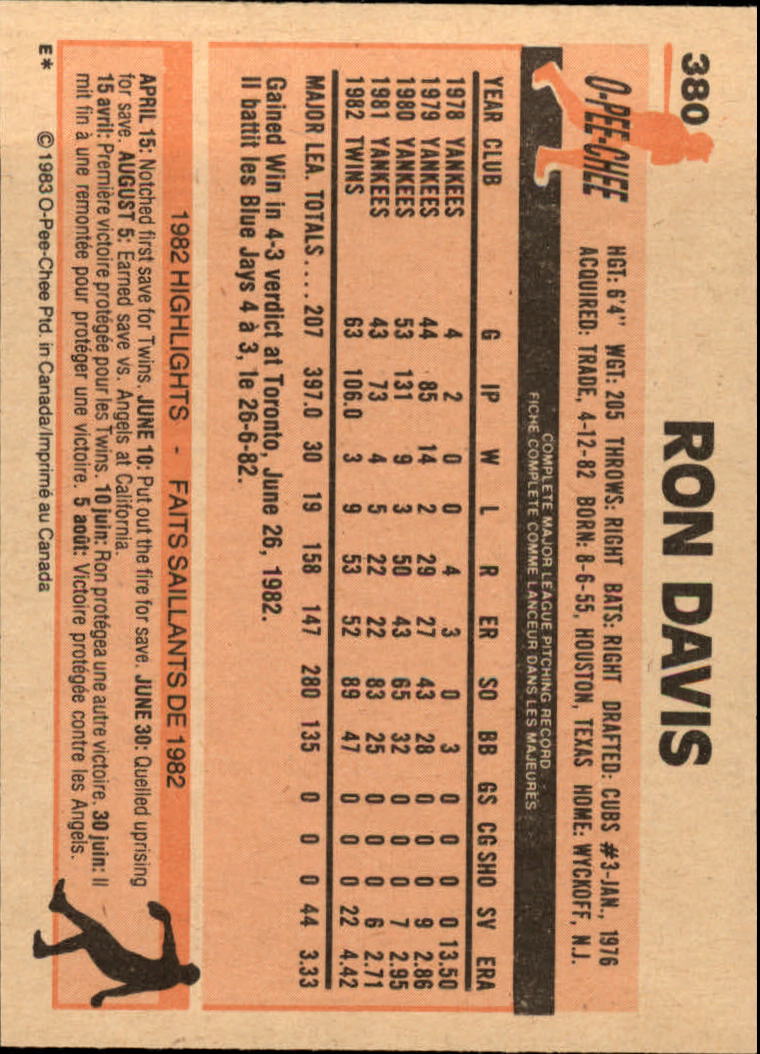 380
RON DAVIS
O-PEE-CHEE
HGT: 6'4" WGT: 205 THROWS: RIGHT BATS: RIGHT DRAFTED: CUBS #3-JAN., 1976
ACQUIRED: TRADE, 4-12-82 BORN: 8-6-55, HOUSTON, TEXAS HOME: WYCKOFF, N.J.
COMPLETE MAJOR LEAGUE PITCHING RECORD
FICHE COMPLÈTE COMME LANCEUR DANS LES MAJEURES
YEAR CLUB G IP W L R ER SO BB GS CG SHO SV ERA
1978 YANKEES 4 2 0 0 4 3 0 3 0 0 0 0 13.50
1979 YANKEES 44 85 14 2 29 27 43 28 0 0 0 9 2.86
1980 YANKEES 53 131 9 3 50 43 65 32 0 0 0 7 2.95
1981 YANKEES 43 73 4 5 22 22 83 25 0 0 0 6 2.71
1982 TWINS 63 106.0 3 9 53 52 89 47 0 0 0 22 4.42
MAJOR LEA. TOTALS.... 207 397.0 30 19 158 147 280 135 0 0 0 44 3.33
Gained Win in 4-3 verdict at Toronto, June 26, 1982.
Il battit les Blue Jays 4 à 3, le 26-6-82.
1982 HIGHLIGHTS - FAITS SAILLANTS DE 1982
APRIL 15: Notched first save for Twins. JUNE 10: Put out the fire for save. JUNE 30: Quelled uprising
for save. AUGUST 5: Earned save vs. Angels at California.
15 avril: Première victoire protégée pour les Twins. 10 juin: Ron protégea une autre victoire. 30 juin: Il
mit fin à une remontée pour protéger une victoire. 5 août: Victoire protégée contre les Angels.
E* © 1983 O-Pee-Chee Ptd. in Canada/Imprimé au Canada